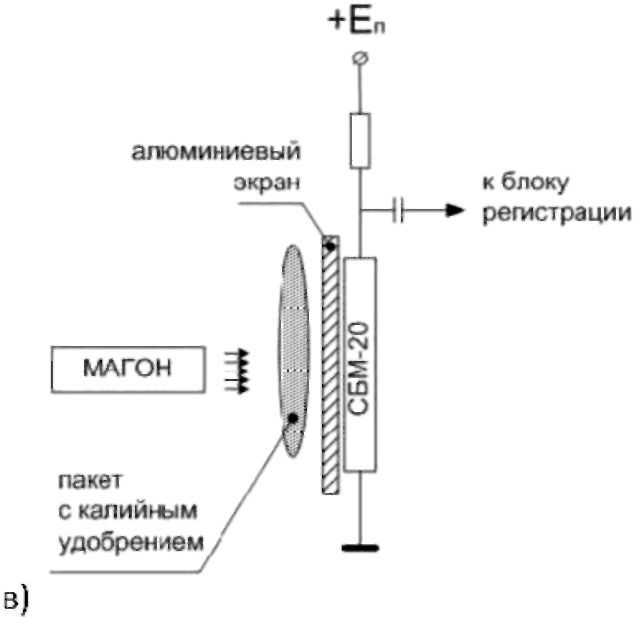 +Eп
алюминиевый
экран
к блоку
регистрации
МАГОН
СБМ-20
пакет
с калийным
удобрением
в)